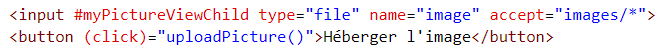 <input #myPictureViewChild type="file" name="image" accept="images/*">
<button (click)="uploadPicture()">Héberger l'image</button>